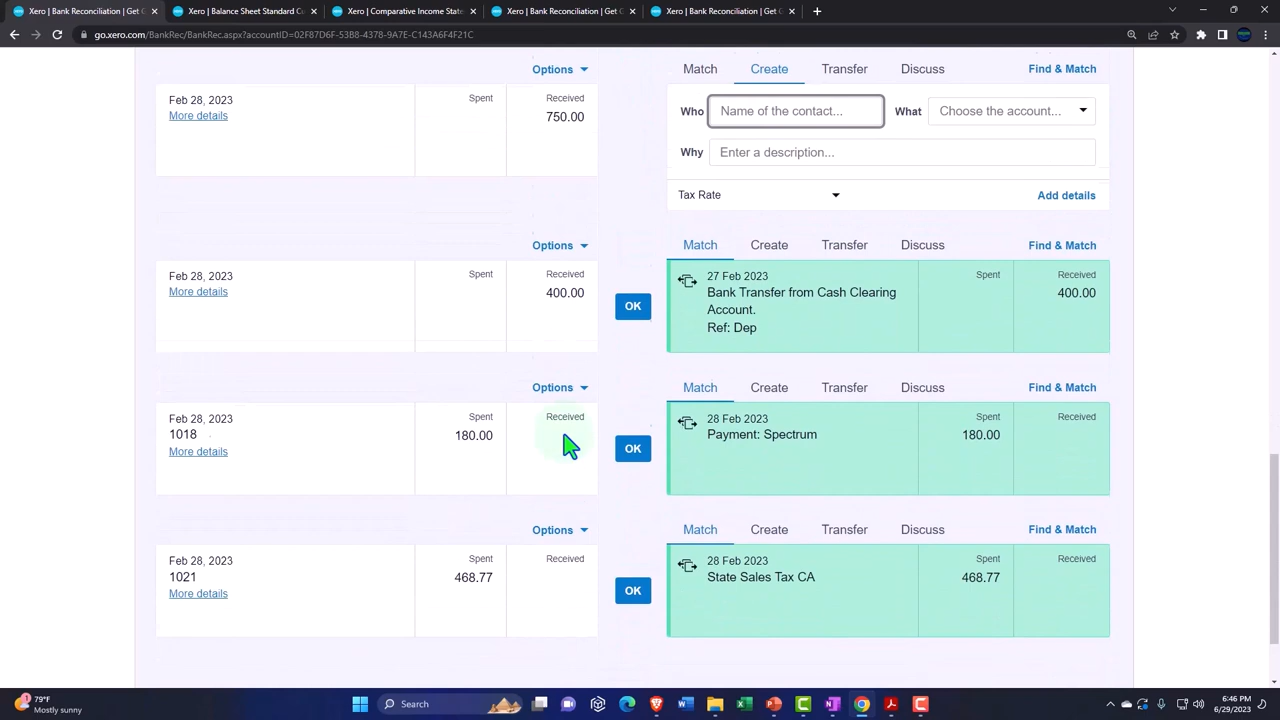 Xero | Bank Reconciliation | Get C
Xero | Balance Sheet Standard C
Xero | Comparative Income State
Xero | Bank Reconciliation | Get C
Xero | Bank Reconciliation | Get C
go.xero.com/BankRec/BankRec.aspx?accountID=02F87D6F-53B8-4378-9A7E-C143A6F4F21C
Options
Match Create Transfer Discuss Find & Match
Feb 28, 2023 Spent Received
More details 750.00
Who Name of the contact... What Choose the account...
Why Enter a description...
Tax Rate Add details
Options
Match Create Transfer Discuss Find & Match
Feb 28, 2023 Spent Received
More details 400.00
OK
27 Feb 2023 Spent Received
Bank Transfer from Cash Clearing 400.00
Account.
Ref: Dep
Options
Match Create Transfer Discuss Find & Match
Feb 28, 2023 Spent Received
1018 180.00
More details
OK
28 Feb 2023 Spent Received
Payment: Spectrum 180.00
Options
Match Create Transfer Discuss Find & Match
Feb 28, 2023 Spent Received
1021 468.77
More details
OK
28 Feb 2023 Spent Received
State Sales Tax CA 468.77
79°F
Mostly sunny
Search
6:46 PM
6/29/2023